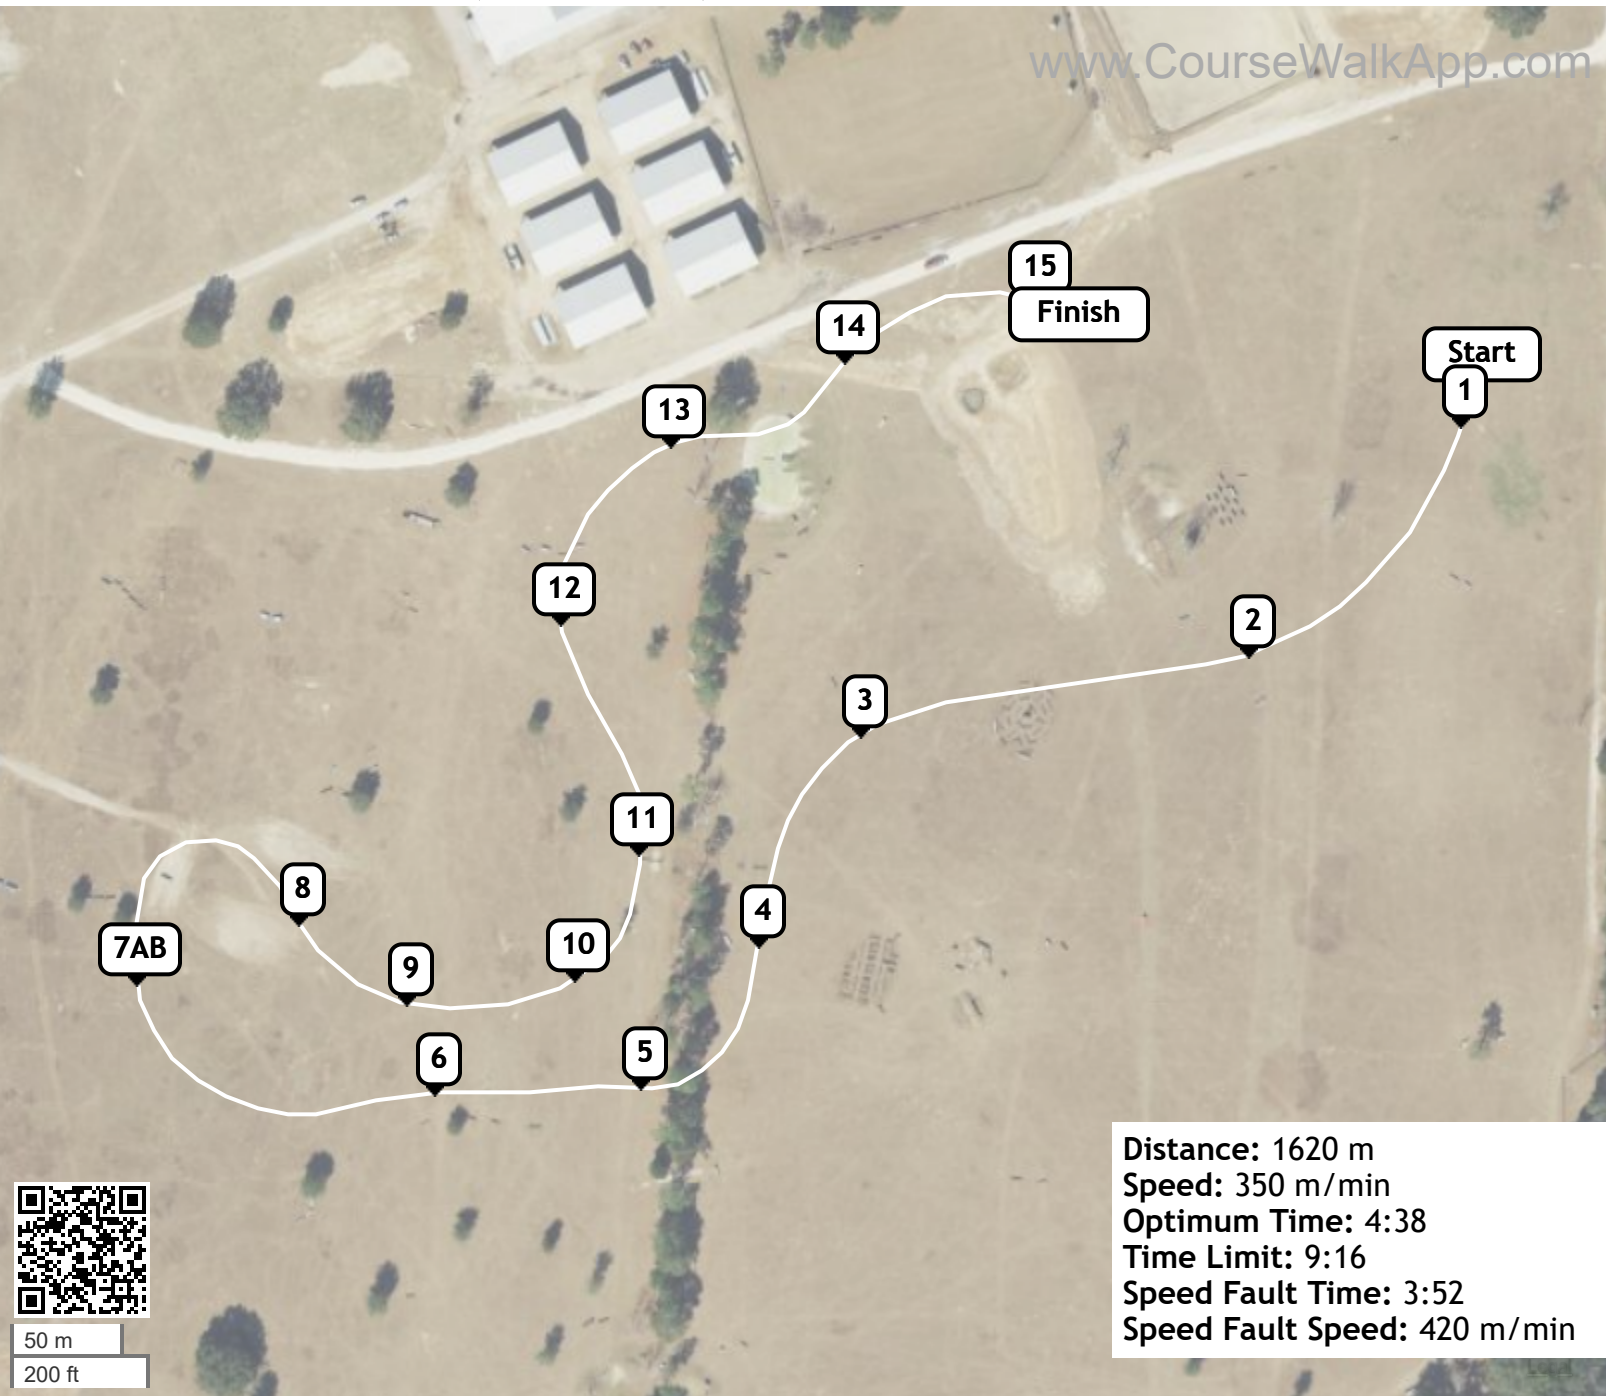 www.CourseWalkApp.com
15
Finish
14
Start
1
13
12
2
3
11
8
4
7AB
10
9
6
5
Distance: 1620 m
Speed: 350 m/min
Optimum Time: 4:38
Time Limit: 9:16
Speed Fault Time: 3:52
Speed Fault Speed: 420 m/min
50 m
200 ft